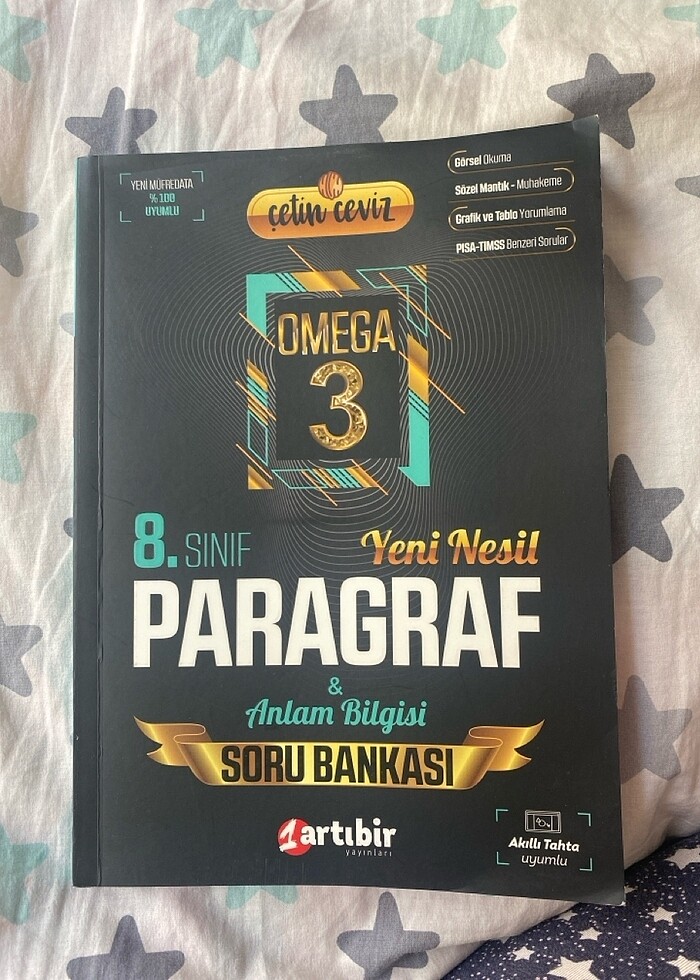 YENİ MÜFREDATA
%100
UYUMLU
çetin ceviz
Görsel Okuma
Sözel Mantık - Muhakeme
Grafik ve Tablo Yorumlama
PISA-TIMSS Benzeri Sorular
OMEGA
3
8. SINIF
Yeni Nesil
PARAGRAF
&
Anlam Bilgisi
SORU BANKASI
1artıbir
yayınları
Akıllı Tahta
uyumlu